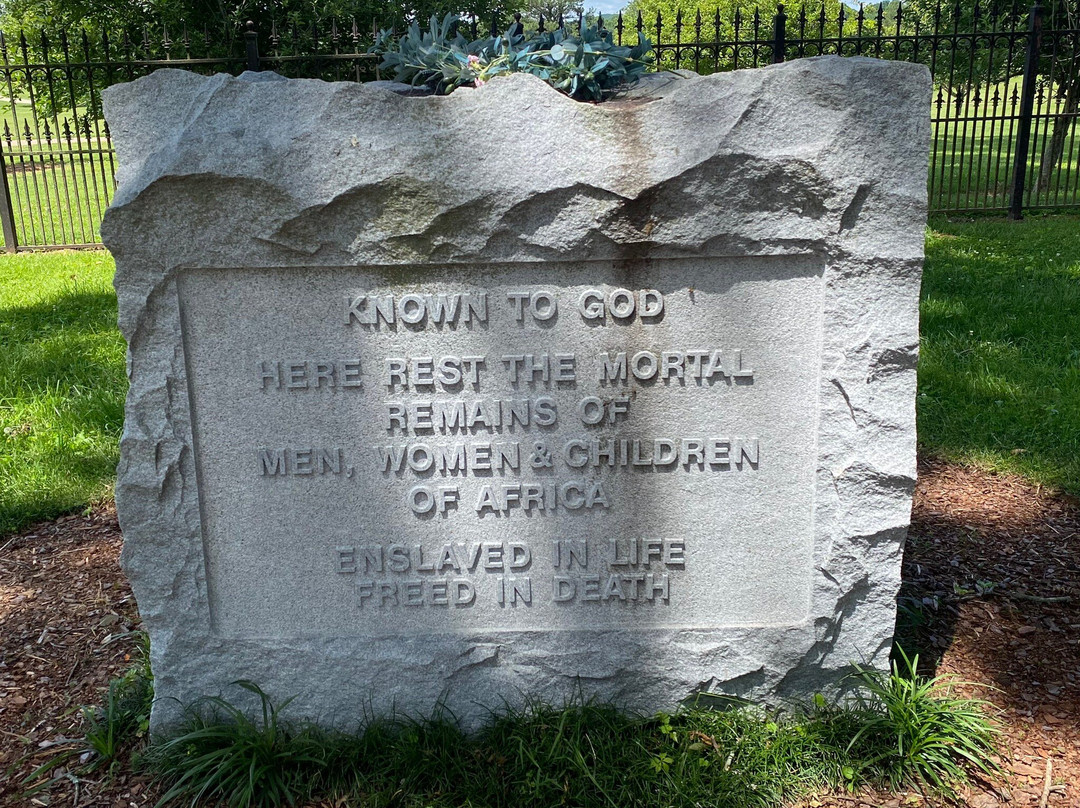 KNOWN TO GOD
HERE REST THE MORTAL
REMAINS OF
MEN, WOMEN & CHILDREN
OF AFRICA
ENSLAVED IN LIFE
FREED IN DEATH